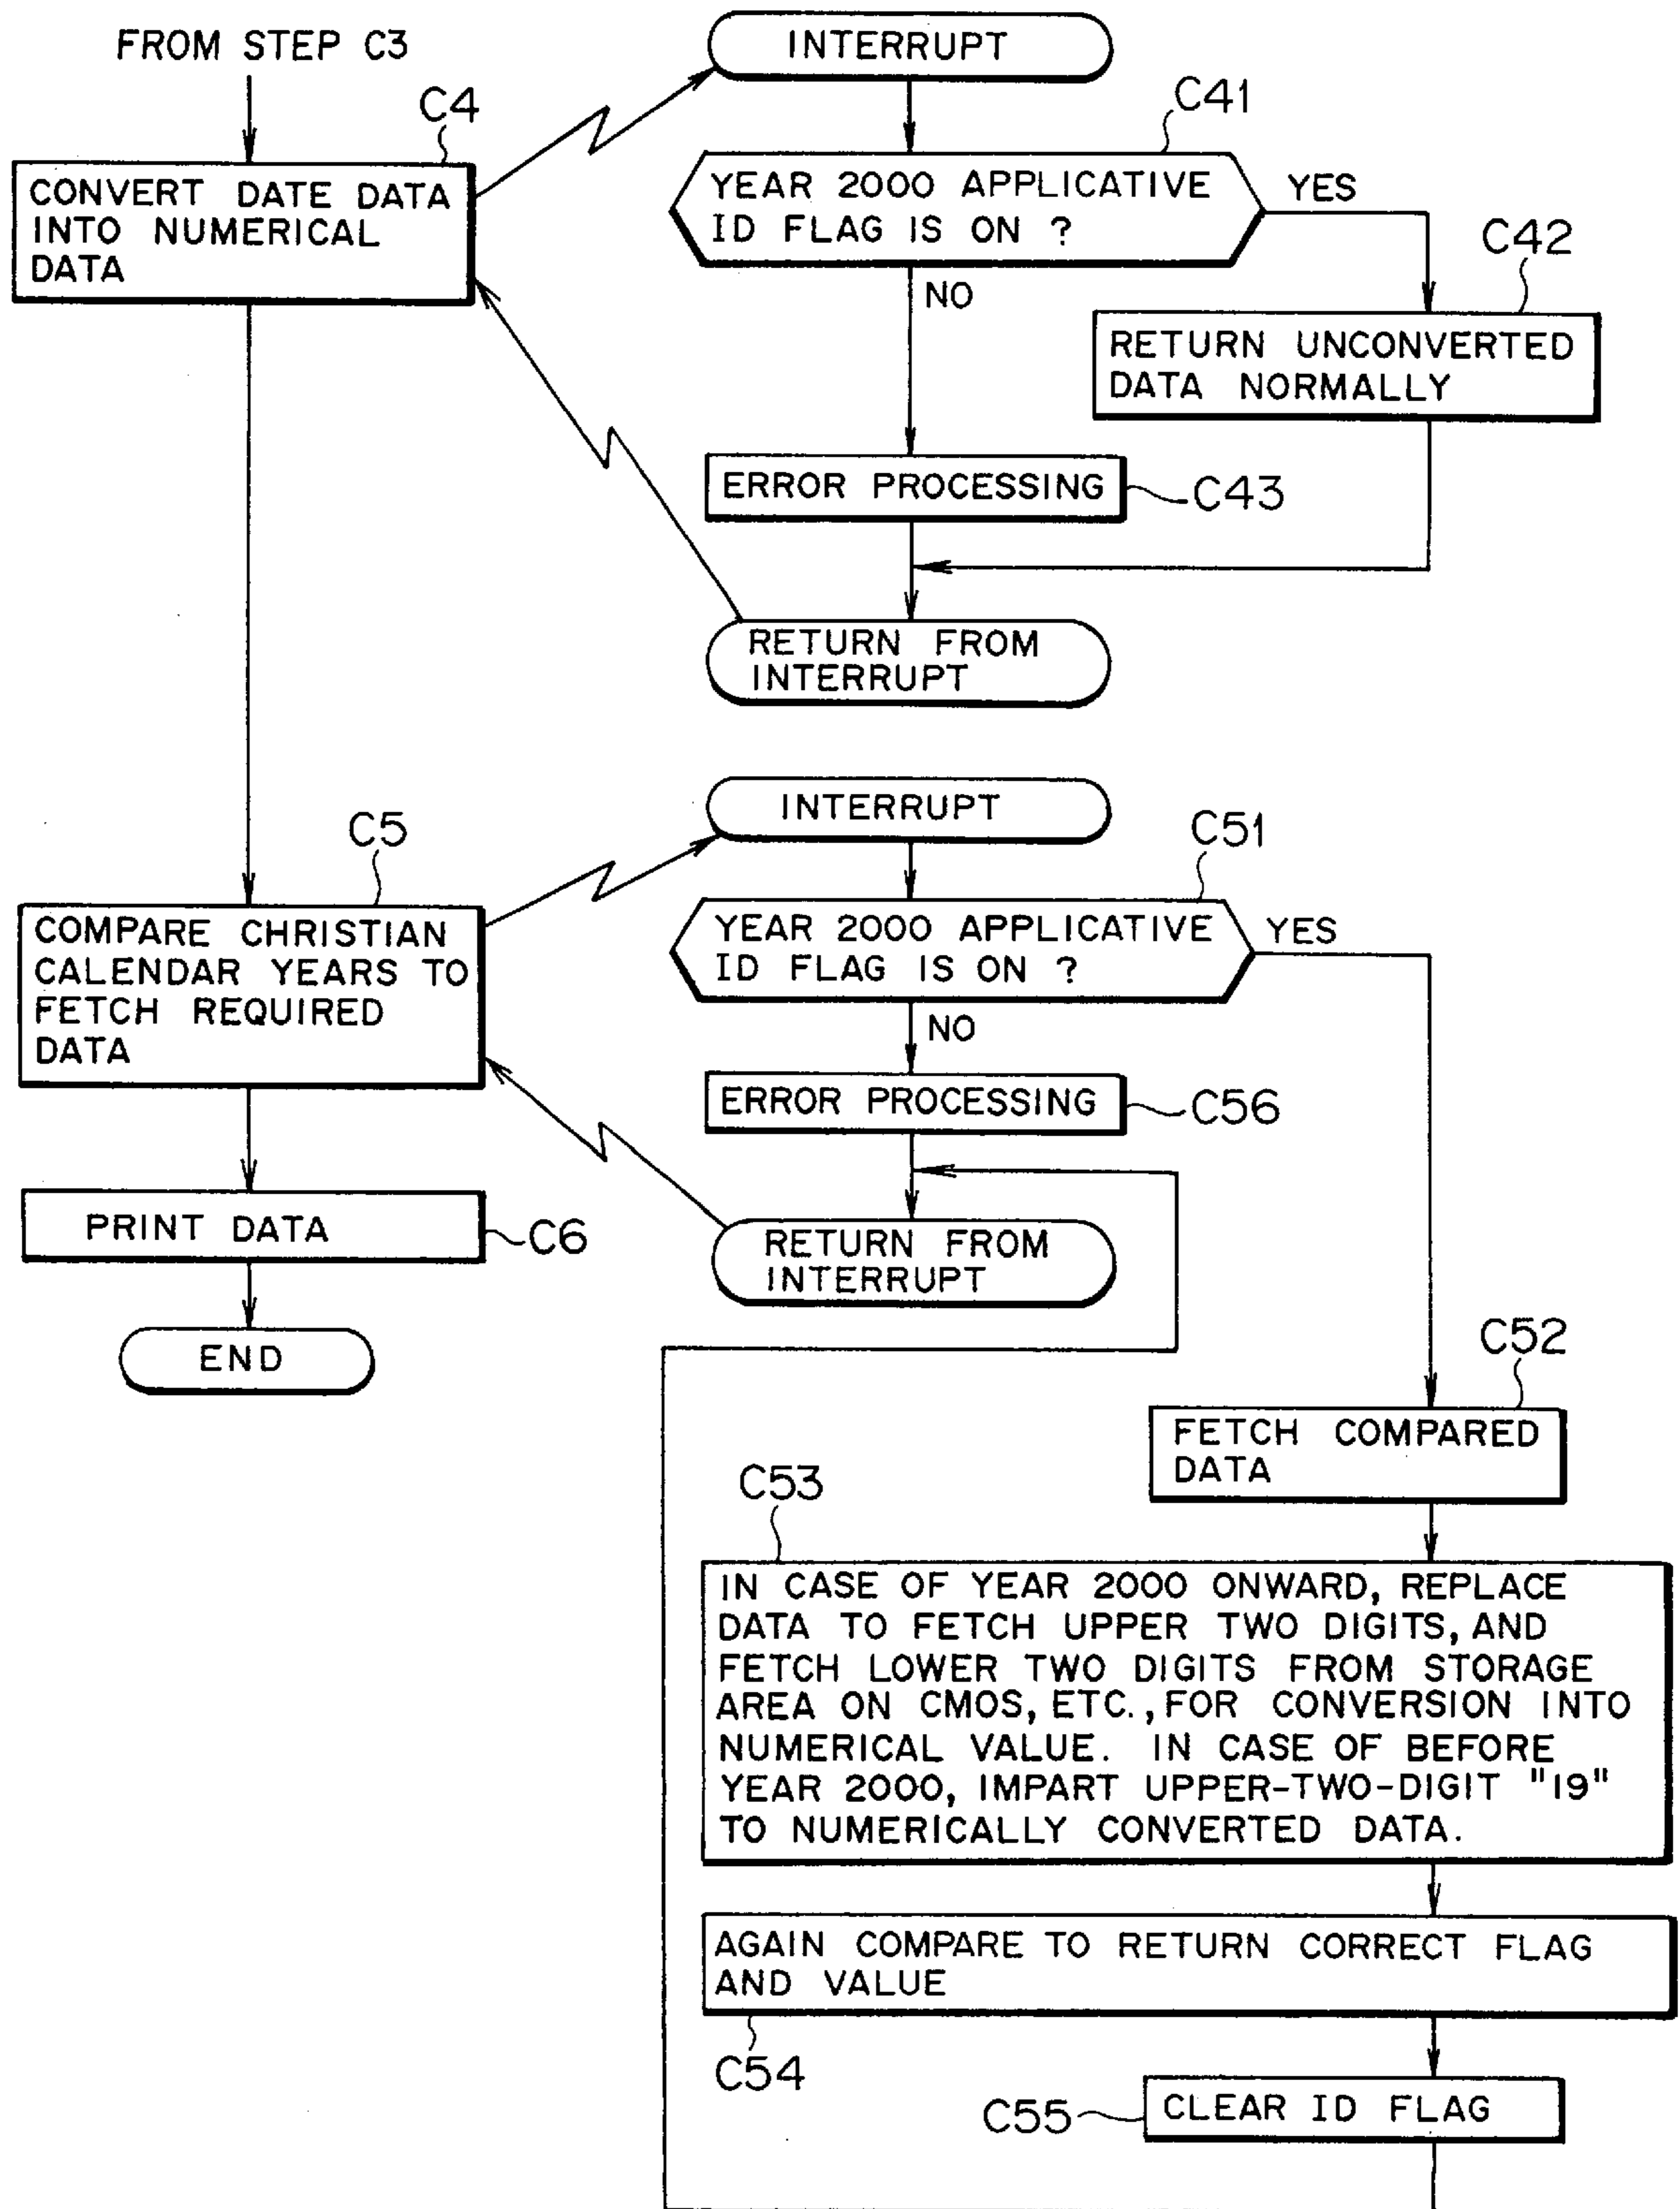 FROM STEP C3
INTERRUPT
C4
C41
CONVERT DATE DATA
INTO NUMERICAL
DATA
YEAR 2000 APPLICATIVE
ID FLAG IS ON ?
YES
C42
NO
RETURN UNCONVERTED
DATA NORMALLY
ERROR PROCESSING
C43
RETURN FROM
INTERRUPT
INTERRUPT
C5
C51
COMPARE CHRISTIAN
CALENDAR YEARS TO
FETCH REQUIRED
DATA
YEAR 2000 APPLICATIVE
ID FLAG IS ON ?
YES
NO
ERROR PROCESSING
C56
PRINT DATA
C6
RETURN FROM
INTERRUPT
END
C52
FETCH COMPARED
DATA
C53
IN CASE OF YEAR 2000 ONWARD, REPLACE
DATA TO FETCH UPPER TWO DIGITS, AND
FETCH LOWER TWO DIGITS FROM STORAGE
AREA ON CMOS, ETC., FOR CONVERSION INTO
NUMERICAL VALUE. IN CASE OF BEFORE
YEAR 2000, IMPART UPPER-TWO-DIGIT "19"
TO NUMERICALLY CONVERTED DATA.
AGAIN COMPARE TO RETURN CORRECT FLAG
AND VALUE
C54
C55
CLEAR ID FLAG